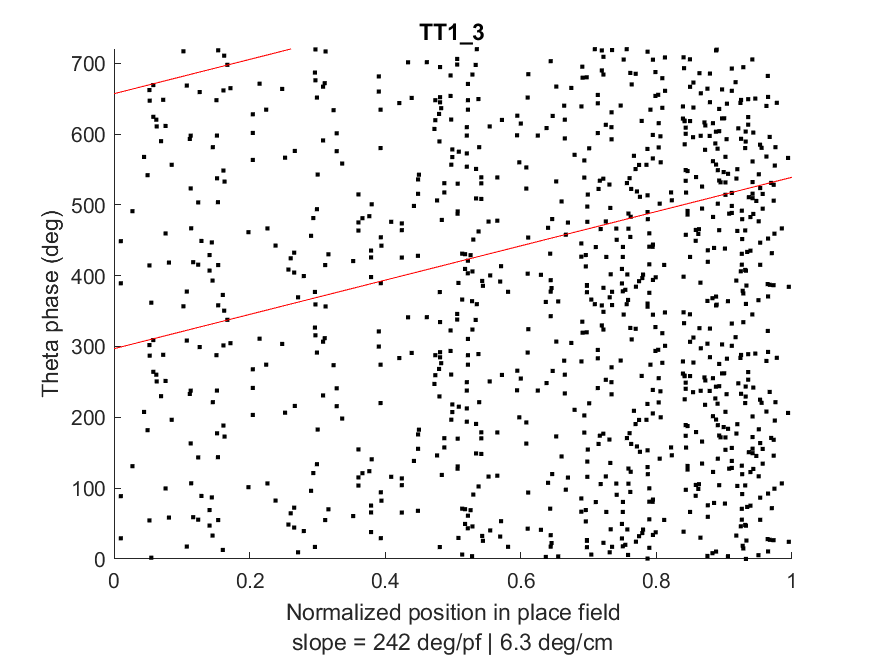 TT1_3
700
600
500
400
300
200
100
0
Theta phase (deg)
0 0.2 0.4 0.6 0.8 1
Normalized position in place field
slope = 242 deg/pf | 6.3 deg/cm